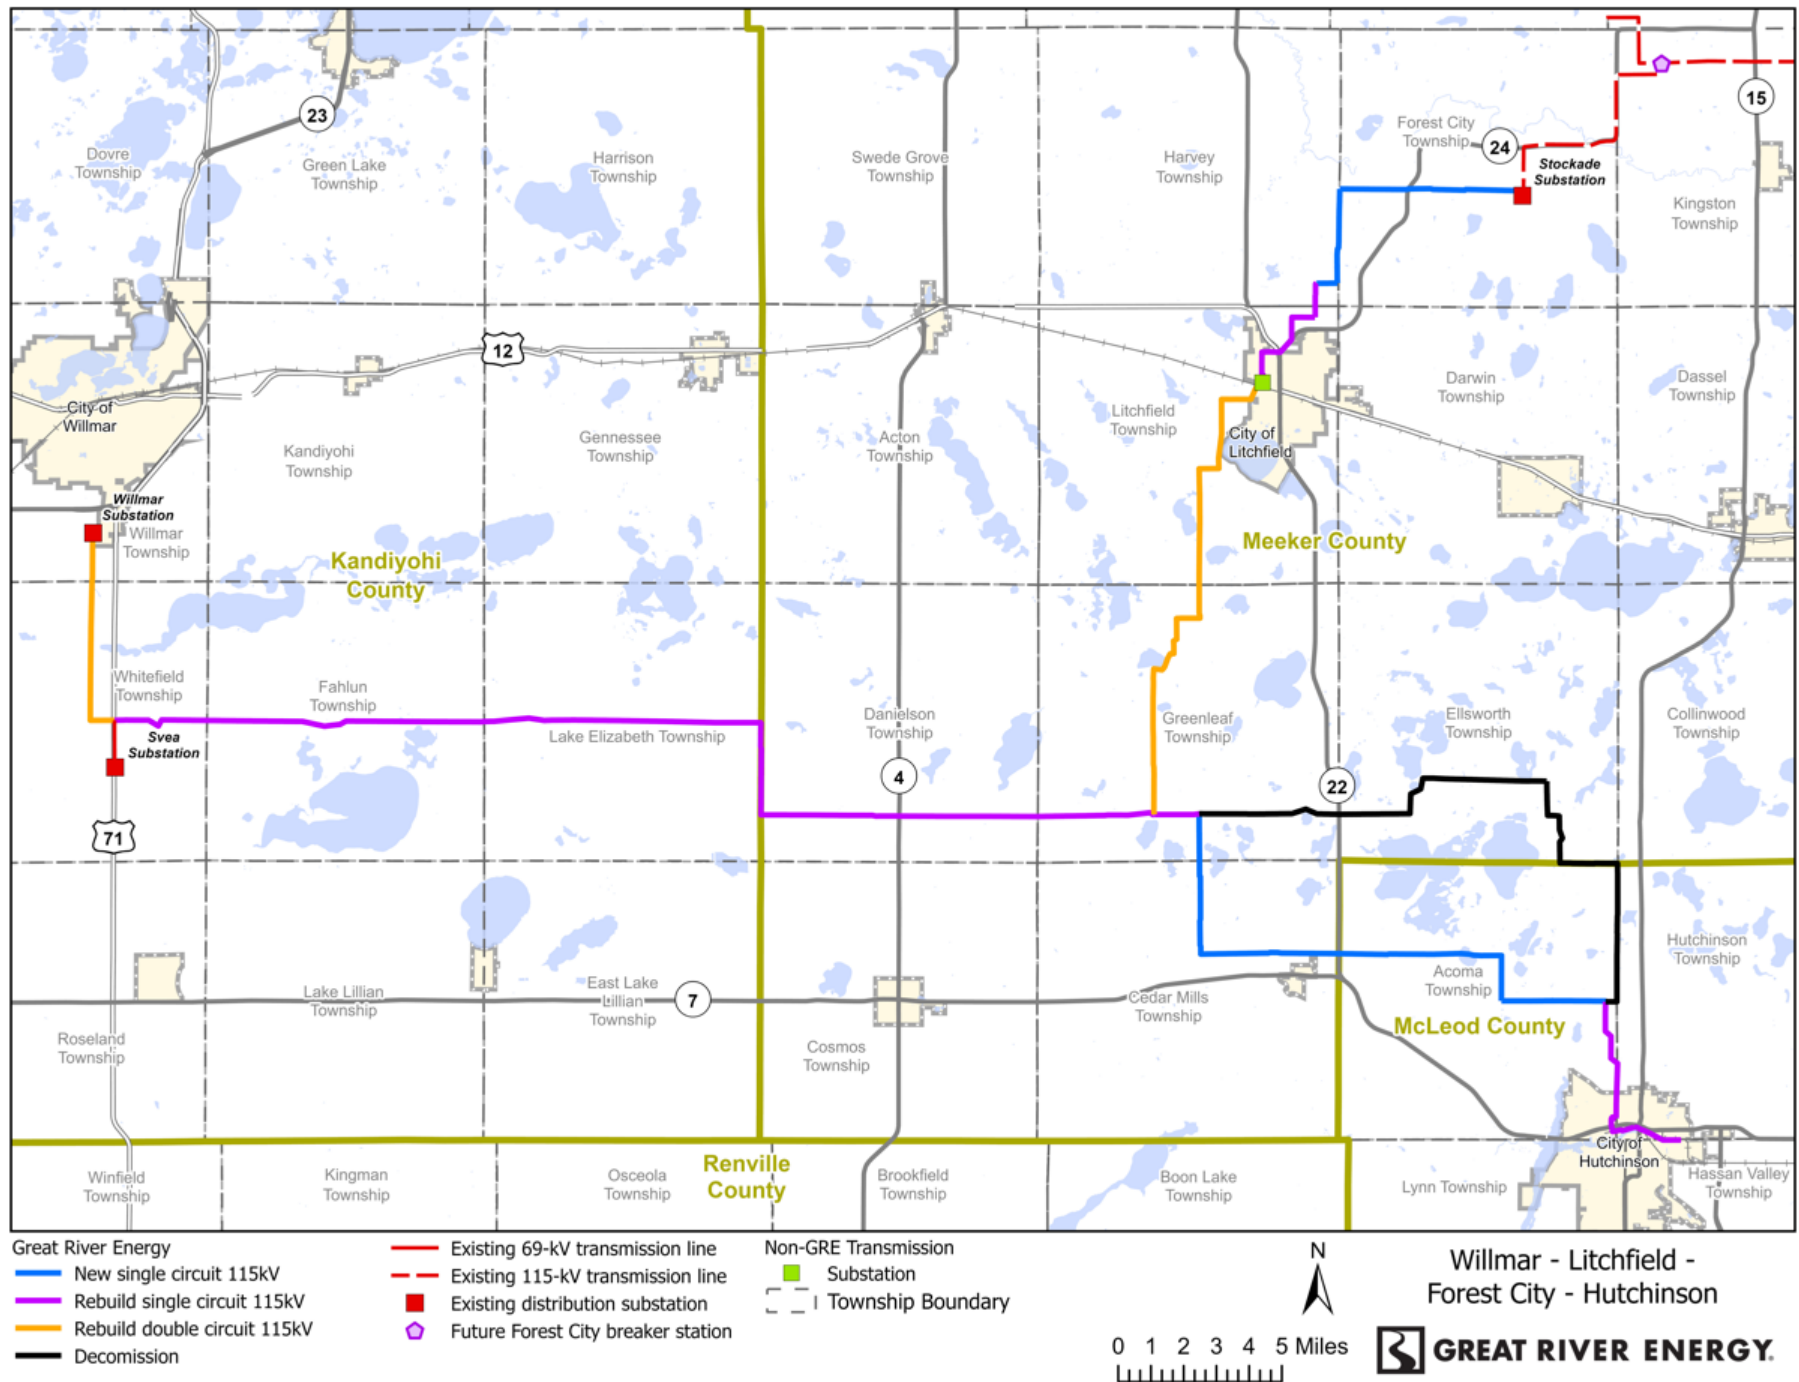 23
15
Dovre
Township
Green Lake
Township
Harrison
Township
Swede Grove
Township
Harvey
Township
Forest City
Township
24
Stockade
Substation
Kingston
Township
12
City of
Willmar
Kandiyohi
Township
Gennessee
Township
Acton
Township
Litchfield
Township
City of
Litchfield
Darwin
Township
Dassel
Township
Willmar
Substation
Willmar
Township
Kandiyohi
County
Meeker County
Whitefield
Township
Fahlun
Township
Svea
Substation
Lake Elizabeth Township
Danielson
Township
4
Greenleaf
Township
22
Ellsworth
Township
Collinwood
Township
71
Lake Lillian
Township
East Lake
Lillian
Township
7
Cedar Mills
Township
Acoma
Township
Hutchinson
Township
McLeod County
Roseland
Township
Cosmos
Township
City of
Hutchinson
Winfield
Township
Kingman
Township
Osceola
Township
Renville
County
Brookfield
Township
Boon Lake
Township
Lynn Township
Hassan Valley
Township
Great River Energy
New single circuit 115kV
Rebuild single circuit 115kV
Rebuild double circuit 115kV
Decomission
Existing 69-kV transmission line
Existing 115-kV transmission line
Existing distribution substation
Future Forest City breaker station
Non-GRE Transmission
Substation
Township Boundary
N
0 1 2 3 4 5 Miles
Willmar - Litchfield -
Forest City - Hutchinson
GREAT RIVER ENERGY.